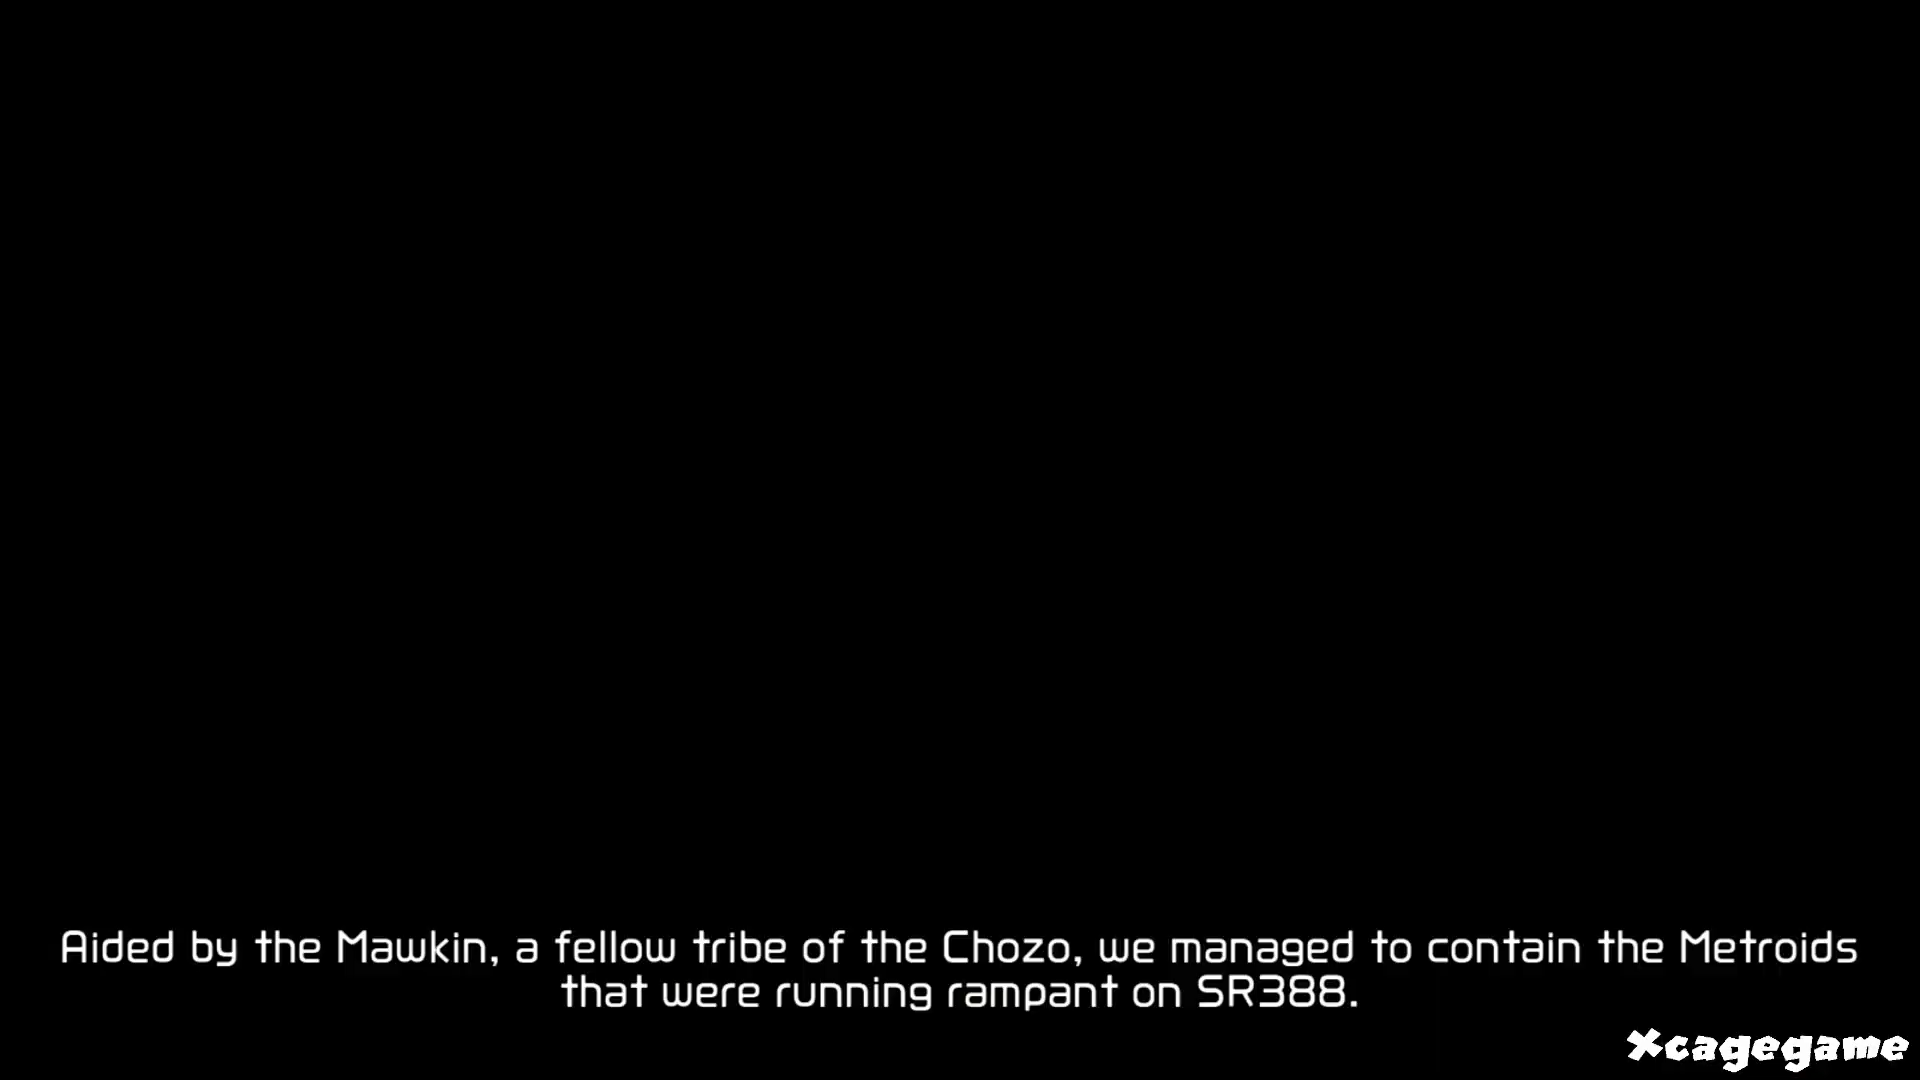 Aided by the Mawkin, a fellow tribe of the Chozo, we managed to contain the Metroids
that were running rampant on SR388.
Xcagegame